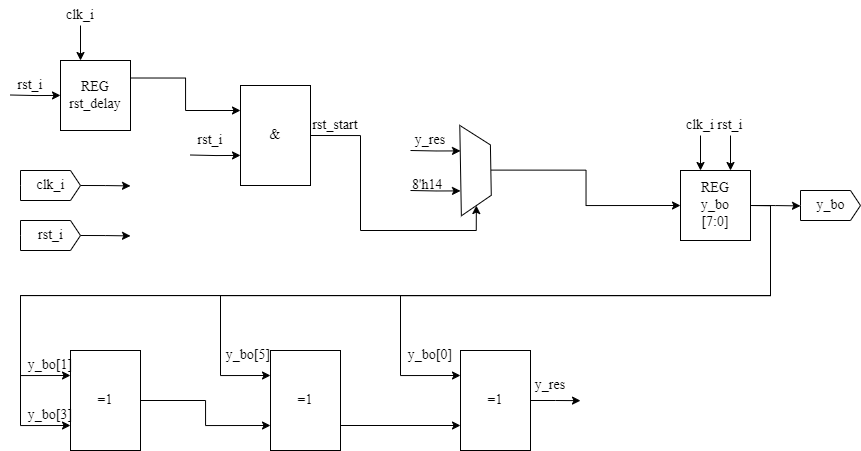 clk_i
rst_i
REG
rst_delay
rst_i
&
rst_start
y_res
8'h14
clk_i
rst_i
REG
y_bo
[7:0]
y_bo
clk_i
rst_i
y_bo[1]
y_bo[3]
=1
y_bo[5]
=1
y_bo[0]
=1
y_res